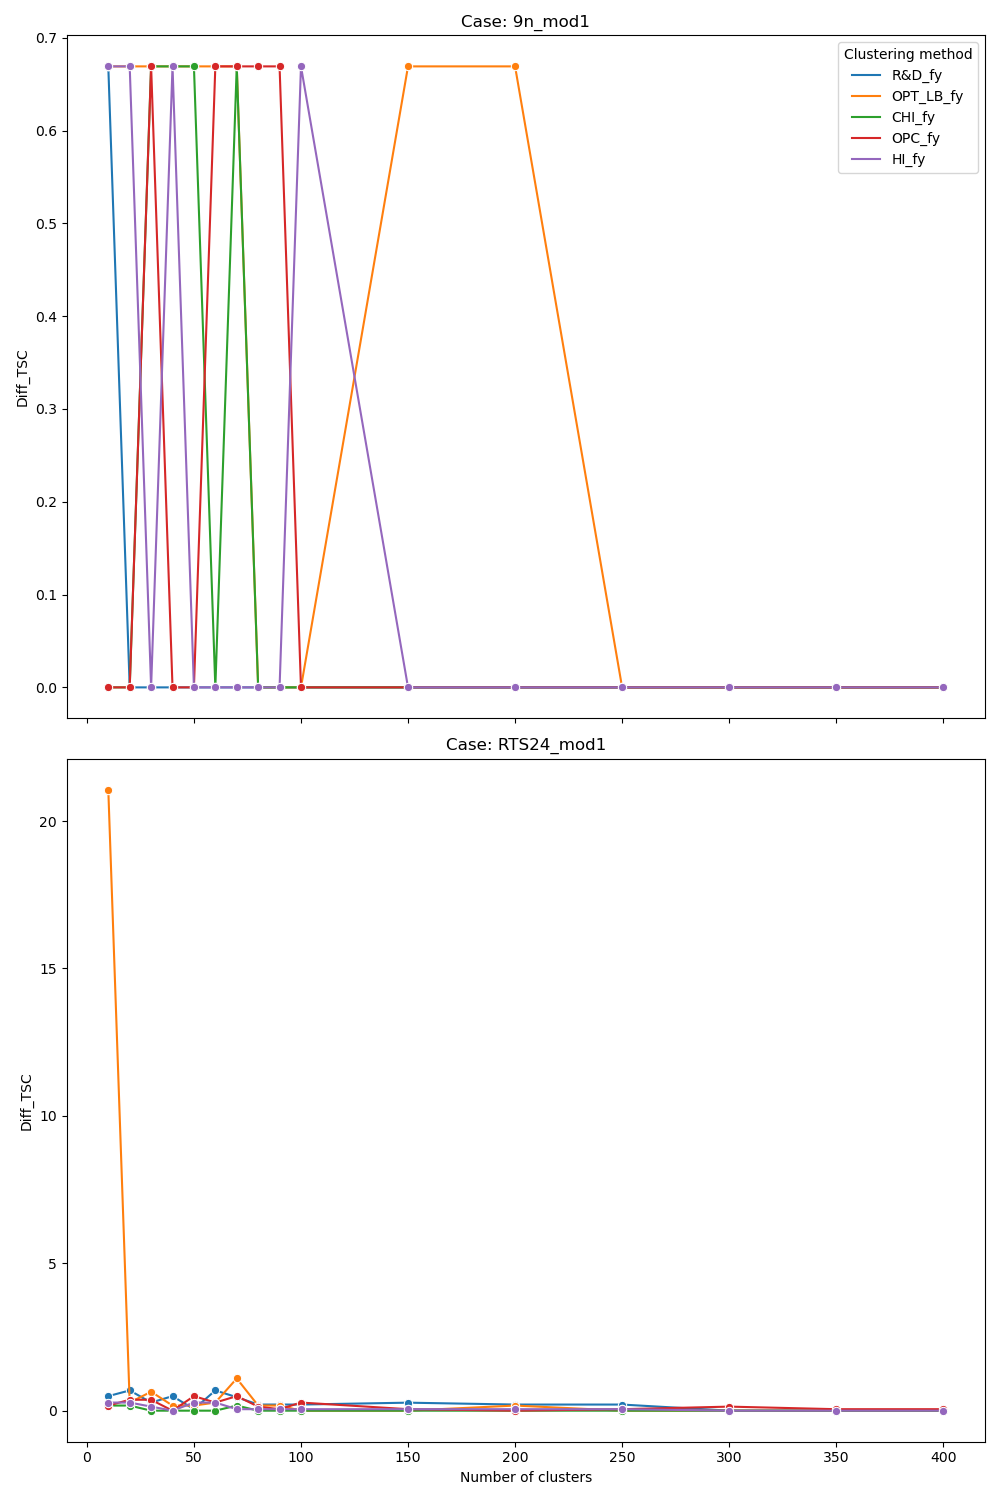 Case: 9n_mod1
0.7
0.6
0.5
0.4
0.3
0.2
0.1
0.0
Diff_TSC
Clustering method
R&D_fy
OPT_LB_fy
CHI_fy
OPC_fy
HI_fy
Case: RTS24_mod1
20
15
10
5
0
Diff_TSC
0 50 100 150 200 250 300 350 400
Number of clusters